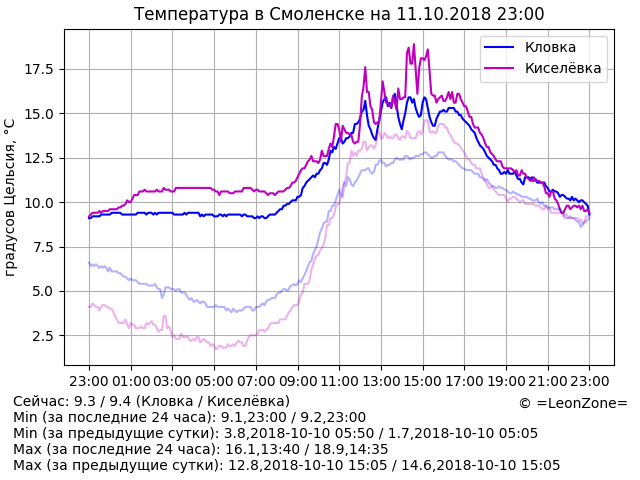 Температура в Смоленске на 11.10.2018 23:00
Кловка
Киселёвка
градусов Цельсия, °C
17.5
15.0
12.5
10.0
7.5
5.0
2.5
23:00 01:00 03:00 05:00 07:00 09:00 11:00 13:00 15:00 17:00 19:00 21:00 23:00
Сейчас: 9.3 / 9.4 (Кловка / Киселёвка)
© =LeonZone=
Min (за последние 24 часа): 9.1,23:00 / 9.2,23:00
Min (за предыдущие сутки): 3.8,2018-10-10 05:50 / 1.7,2018-10-10 05:05
Max (за последние 24 часа): 16.1,13:40 / 18.9,14:35
Max (за предыдущие сутки): 12.8,2018-10-10 15:05 / 14.6,2018-10-10 15:05